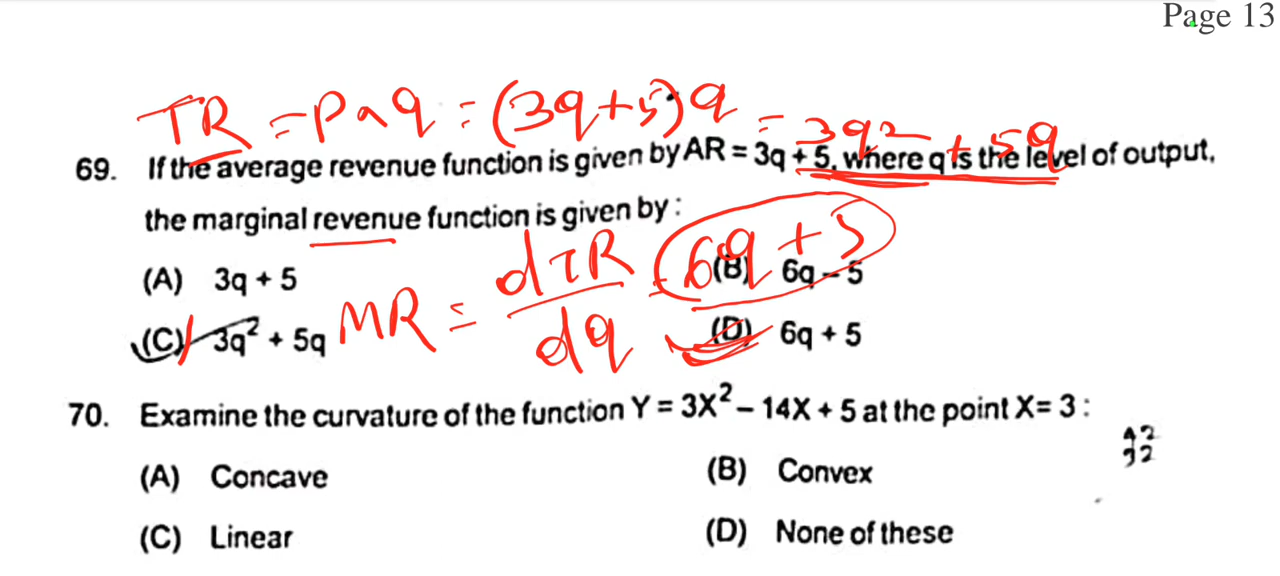 Page 13
TR = P × q = (3q+5)q = 3q² + 5q
69. If the average revenue function is given by AR = 3q + 5, where q is the level of output,
the marginal revenue function is given by :
MR = dTR/dq
6q + 5
(A) 3q + 5
(B) 6q – 5
(C) 3q² + 5q
(D) 6q + 5
70. Examine the curvature of the function Y = 3X² – 14X + 5 at the point X= 3 :
(A) Concave
(B) Convex
(C) Linear
(D) None of these